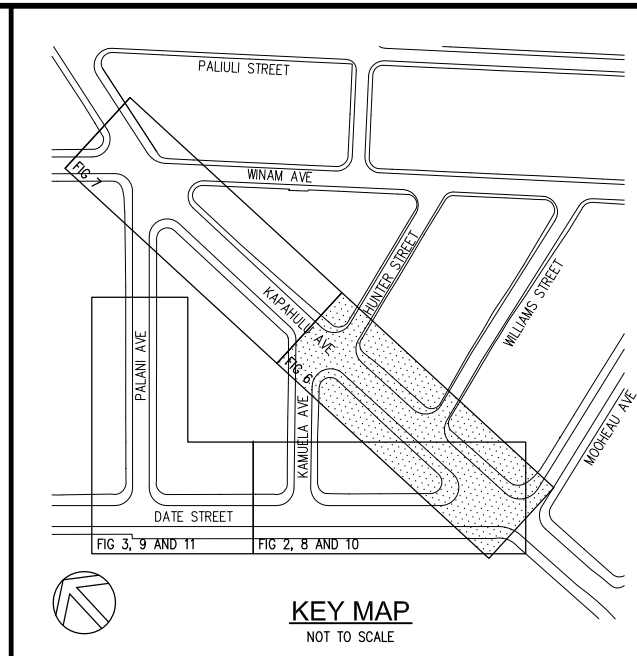 PALIULI STREET
WINAM AVE
FIG 7
HUNTER STREET
KAPAHULU AVE
WILLIAMS STREET
FIG 6
PALANI AVE
KAMUELA AVE
MOOHEAU AVE
DATE STREET
FIG 3, 9 AND 11
FIG 2, 8 AND 10
KEY MAP
NOT TO SCALE